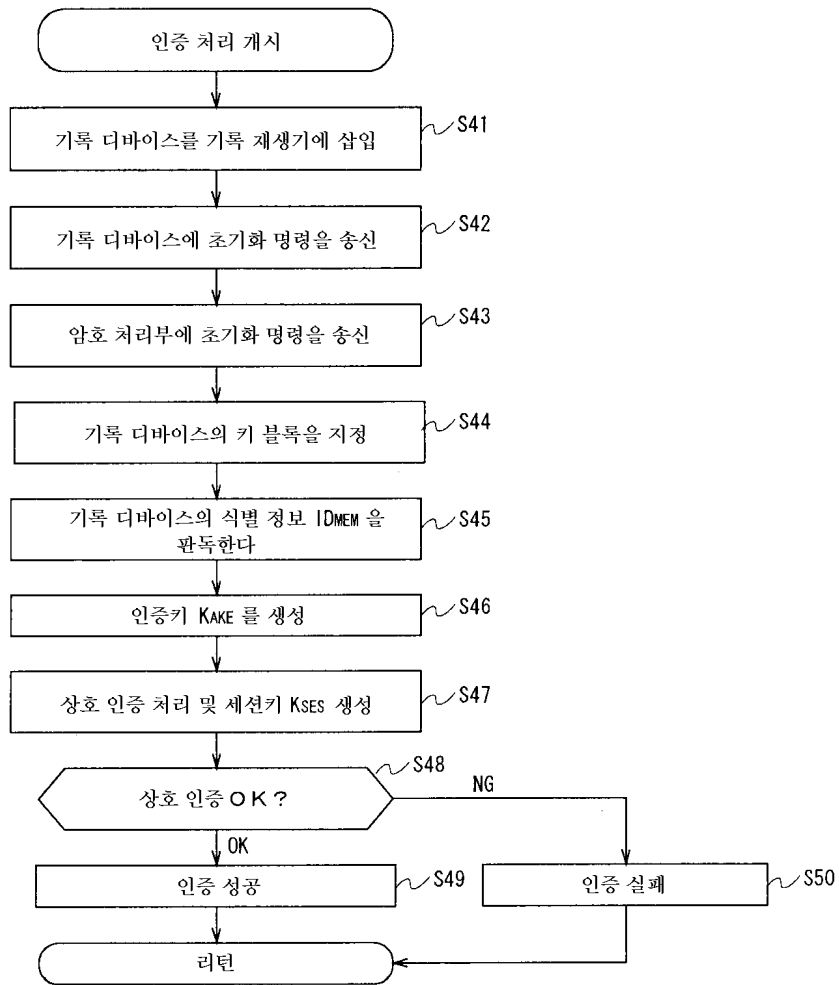 인증 처리 개시
기록 디바이스를 기록 재생기에 삽입
S41
기록 디바이스에 초기화 명령을 송신
S42
암호 처리부에 초기화 명령을 송신
S43
기록 디바이스의 키 블록을 지정
S44
기록 디바이스의 식별 정보 IDMEM 을
판독한다
S45
인증키 KAKE 를 생성
S46
상호 인증 처리 및 세션키 KSES 생성
S47
상호 인증 OK?
S48
NG
OK
인증 성공
S49
인증 실패
S50
리턴